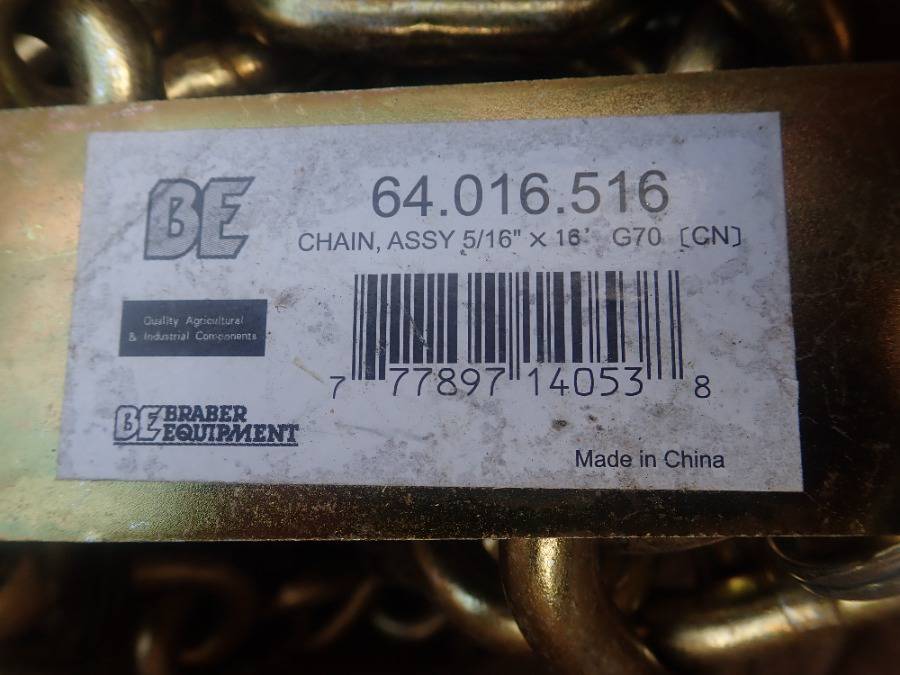 BE
64.016.516
CHAIN, ASSY 5/16" × 16' G70 [CN]
Quality Agricultural
& Industrial Components
7 77897 14053 8
BE BRABER
EQUIPMENT
Made in China